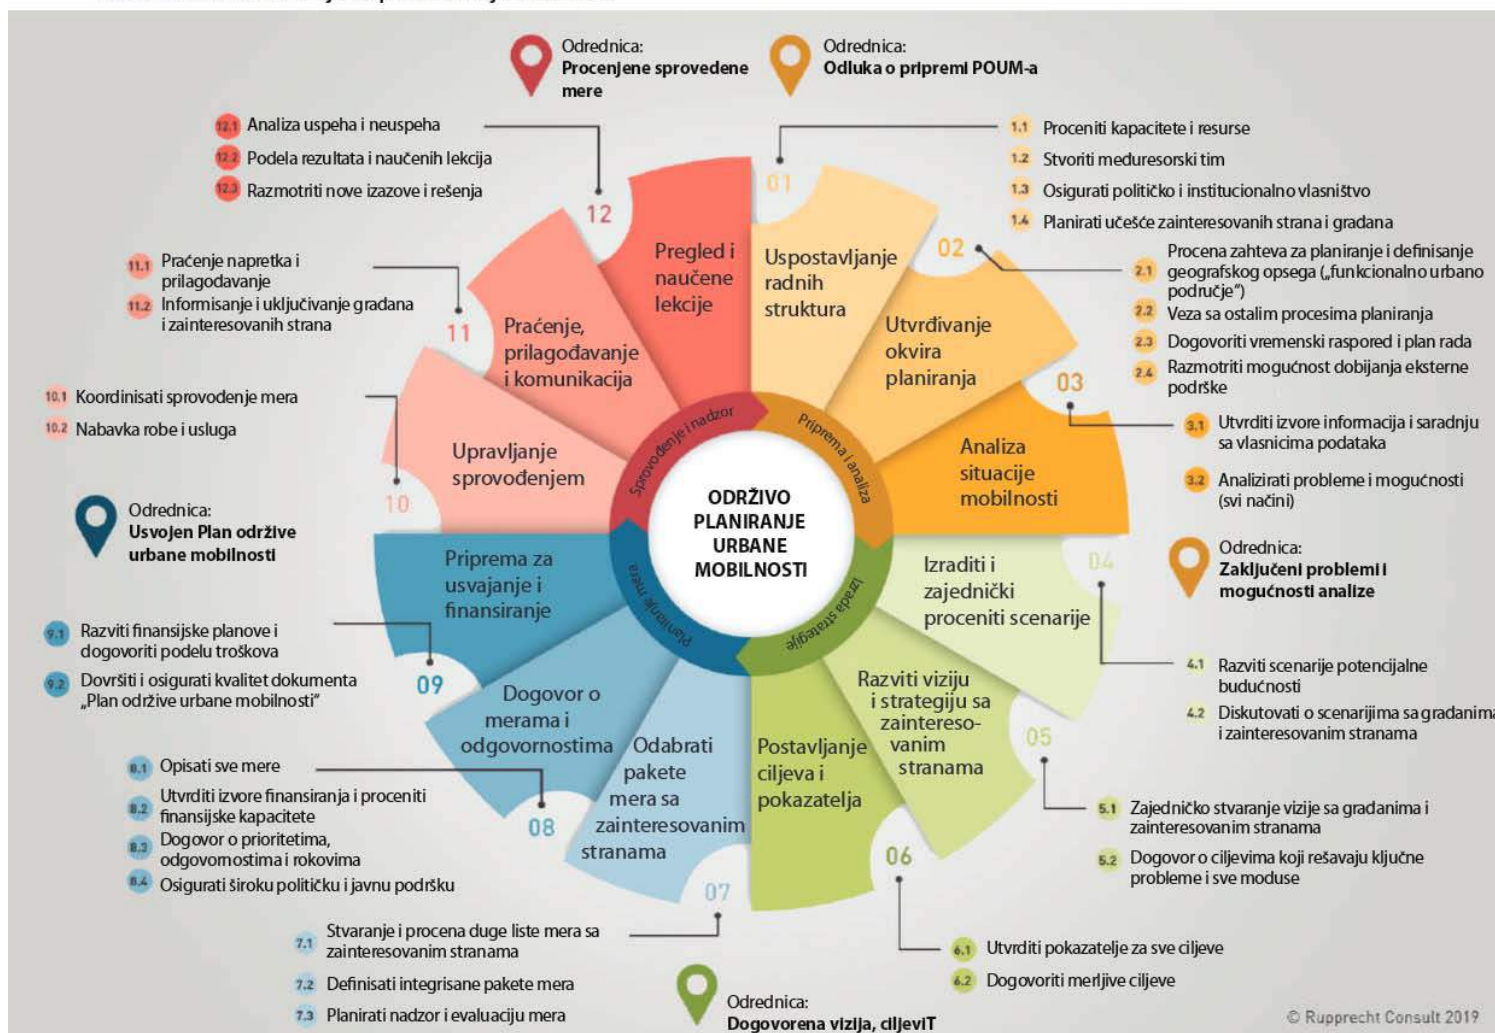 Odrednica:
Procenjene sprovedene
mere
Odrednica:
Odluka o pripremi POUM-a
12.1 Analiza uspeha i neuspeha
12.2 Podela rezultata i naučenih lekcija
12.3 Razmotriti nove izazove i rešenja
1.1 Proceniti kapacitete i resurse
1.2 Stvoriti meduresorski tim
1.3 Osigurati političko i institucionalno vlasništvo
1.4 Planirati učešće zainteresovanih strana i građana
11.1 Praćenje napretka i
prilagođavanje
11.2 Informisanje i uključivanje građana
i zainteresovanih strana
2.1 Procena zahteva za planiranje i definisanje
geografskog opsega („funkcionalno urbano
područje“)
2.2 Veza sa ostalim procesima planiranja
2.3 Dogovoriti vremenski raspored i plan rada
2.4 Razmotriti mogućnost dobijanja eksterne
podrške
10.1 Koordinisati sprovođenje mera
10.2 Nabavka robe i usluga
3.1 Utvrditi izvore informacija i saradnju
sa vlasnicima podataka
3.2 Analizirati probleme i mogućnosti
(svi načini)
Odrednica:
Usvojen Plan održive
urbane mobilnosti
Odrednica:
Zaključeni problemi i
mogućnosti analize
9.1 Razviti finansijske planove i
dogovoriti podelu troškova
9.2 Dovršiti i osigurati kvalitet dokumenta
„Plan održive urbane mobilnosti“
4.1 Razviti scenarije potencijalne
budućnosti
4.2 Diskutovati o scenarijima sa građanima
i zainteresovanim stranama
8.1 Opisati sve mere
8.2 Utvrditi izvore finansiranja i proceniti
finansijske kapacitete
8.3 Dogovor o prioritetima,
odgovornostima i rokovima
8.4 Osigurati široku političku i javnu podršku
5.1 Zajedničko stvaranje vizije sa građanima i
zainteresovanim stranama
5.2 Dogovor o ciljevima koji rešavaju ključne
probleme i sve moduse
7.1 Stvaranje i procena duge liste mera sa
zainteresovanim stranama
7.2 Definisati integrisane pakete mera
7.3 Planirati nadzor i evaluaciju mera
6.1 Utvrditi pokazatelje za sve ciljeve
6.2 Dogovoriti merljive ciljeve
Odrednica:
Dogovorena vizija, ciljeviT
01
Uspostavljanje
radnih
struktura
02
Utvrđivanje
okvira
planiranja
03
Analiza
situacije
mobilnosti
04
Izraditi i
zajednički
proceniti scenarije
05
Razviti viziju
i strategiju sa
zaintereso-
vanim
stranama
06
Postavljanje
ciljeva i
pokazatelja
07
Odabrati
pakete
mera sa
zainteresovanim
stranama
08
Dogovor o
merama i
odgovornostima
09
Priprema za
usvajanje i
finansiranje
10
Upravljanje
sprovođenjem
11
Praćenje,
prilagođavanje
i komunikacija
12
Pregled i
naučene
lekcije
Priprema i analiza
Izrada strategije
Planiranje mera
Sprovođenje i nadzor
ODRŽIVO
PLANIRANJE
URBANE
MOBILNOSTI
© Rupprecht Consult 2019